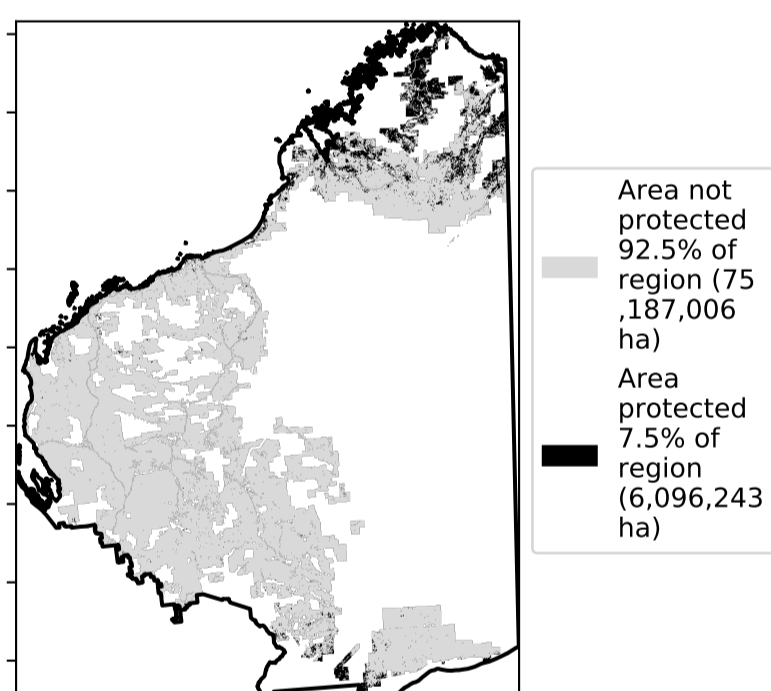 Area not
protected
92.5% of
region (75
,187,006
ha)
Area
protected
7.5% of
region
(6,096,243
ha)